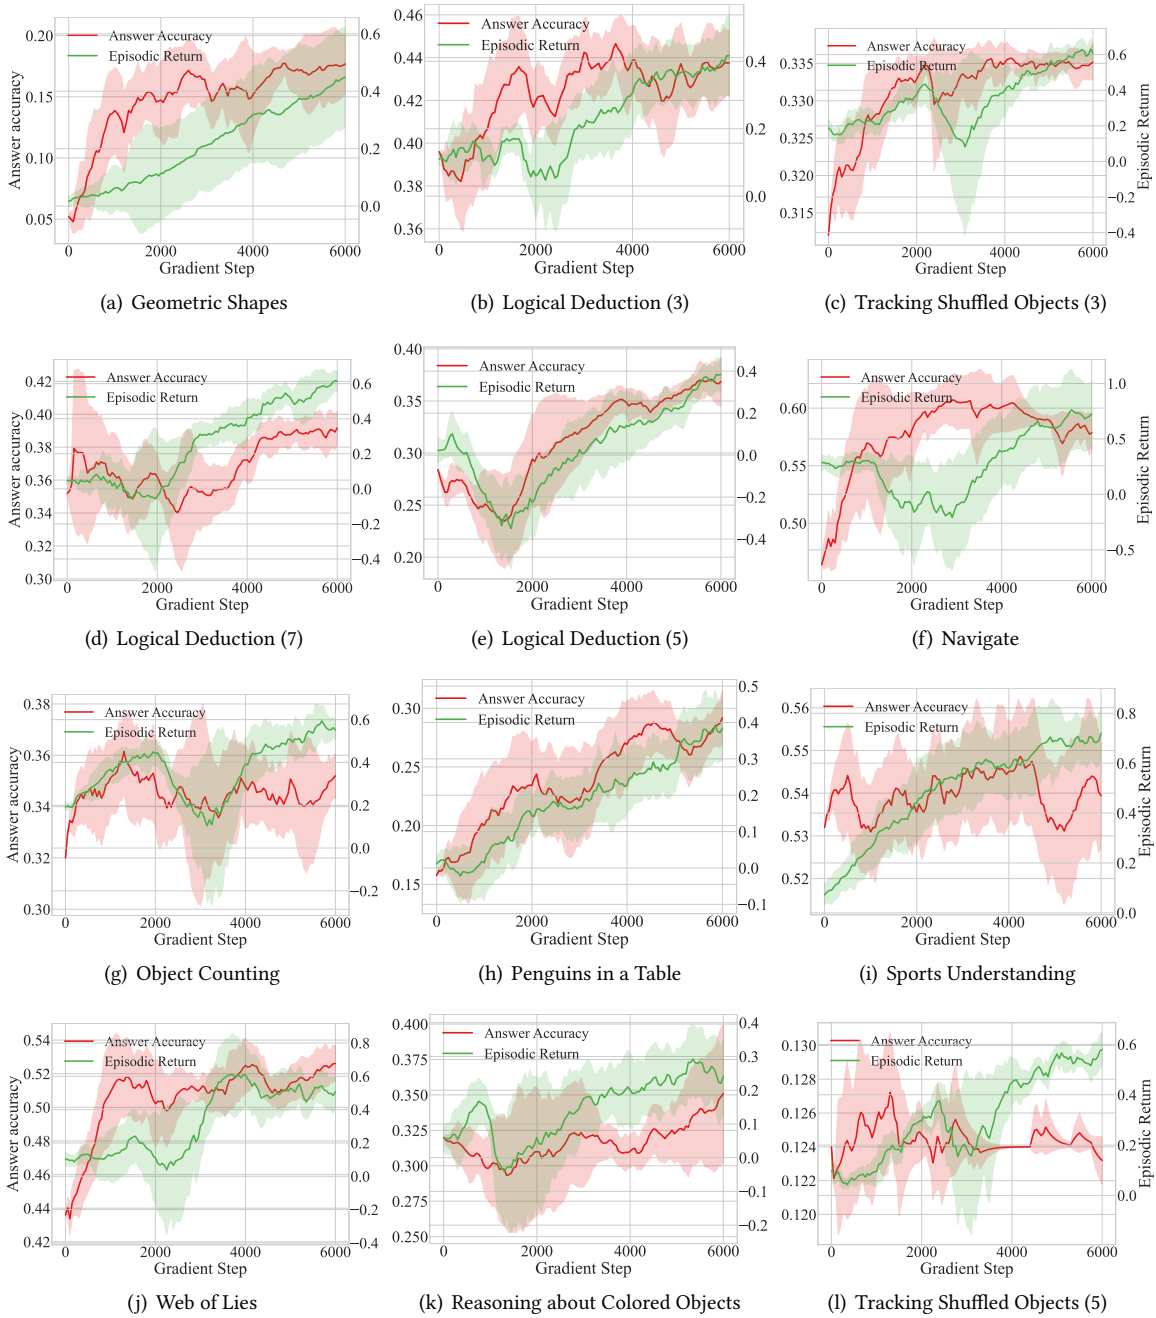 0.20
0.15
0.10
0.05
Answer accuracy
Answer Accuracy
Episodic Return
0.6
0.4
0.2
0.0
0 2000 4000 6000
Gradient Step
(a) Geometric Shapes
0.46
0.44
0.42
0.40
0.38
0.36
Answer Accuracy
Episodic Return
0.4
0.2
0.0
0 2000 4000 6000
Gradient Step
(b) Logical Deduction (3)
0.335
0.330
0.325
0.320
0.315
Answer Accuracy
Episodic Return
0.6
0.4
0.2
0.0
−0.2
−0.4
Episodic Return
0 2000 4000 6000
Gradient Step
(c) Tracking Shuffled Objects (3)
0.42
0.40
0.38
0.36
0.34
0.32
0.30
Answer accuracy
Answer Accuracy
Episodic Return
0.6
0.4
0.2
0.0
−0.2
−0.4
0 2000 4000 6000
Gradient Step
(d) Logical Deduction (7)
0.40
0.35
0.30
0.25
0.20
Answer Accuracy
Episodic Return
0.4
0.2
0.0
−0.2
−0.4
0 2000 4000 6000
Gradient Step
(e) Logical Deduction (5)
0.60
0.55
0.50
Answer Accuracy
Episodic Return
1.0
0.5
0.0
−0.5
Episodic Return
0 2000 4000 6000
Gradient Step
(f) Navigate
0.38
0.36
0.34
0.32
0.30
Answer accuracy
Answer Accuracy
Episodic Return
0.6
0.4
0.2
0.0
−0.2
0 2000 4000 6000
Gradient Step
(g) Object Counting
0.30
0.25
0.20
0.15
Answer Accuracy
Episodic Return
0.5
0.4
0.3
0.2
0.1
0.0
−0.1
0 2000 4000 6000
Gradient Step
(h) Penguins in a Table
0.56
0.55
0.54
0.53
0.52
Answer Accuracy
Episodic Return
0.8
0.6
0.4
0.2
0.0
Episodic Return
0 2000 4000 6000
Gradient Step
(i) Sports Understanding
0.54
0.52
0.50
0.48
0.46
0.44
0.42
Answer accuracy
Answer Accuracy
Episodic Return
0.8
0.6
0.4
0.2
0.0
−0.2
−0.4
0 2000 4000 6000
Gradient Step
(j) Web of Lies
0.400
0.375
0.350
0.325
0.300
0.275
0.250
Answer Accuracy
Episodic Return
0.4
0.3
0.2
0.1
0.0
−0.1
−0.2
0 2000 4000 6000
Gradient Step
(k) Reasoning about Colored Objects
0.130
0.128
0.126
0.124
0.122
0.120
Answer Accuracy
Episodic Return
0.6
0.4
0.2
0.0
Episodic Return
0 2000 4000 6000
Gradient Step
(l) Tracking Shuffled Objects (5)